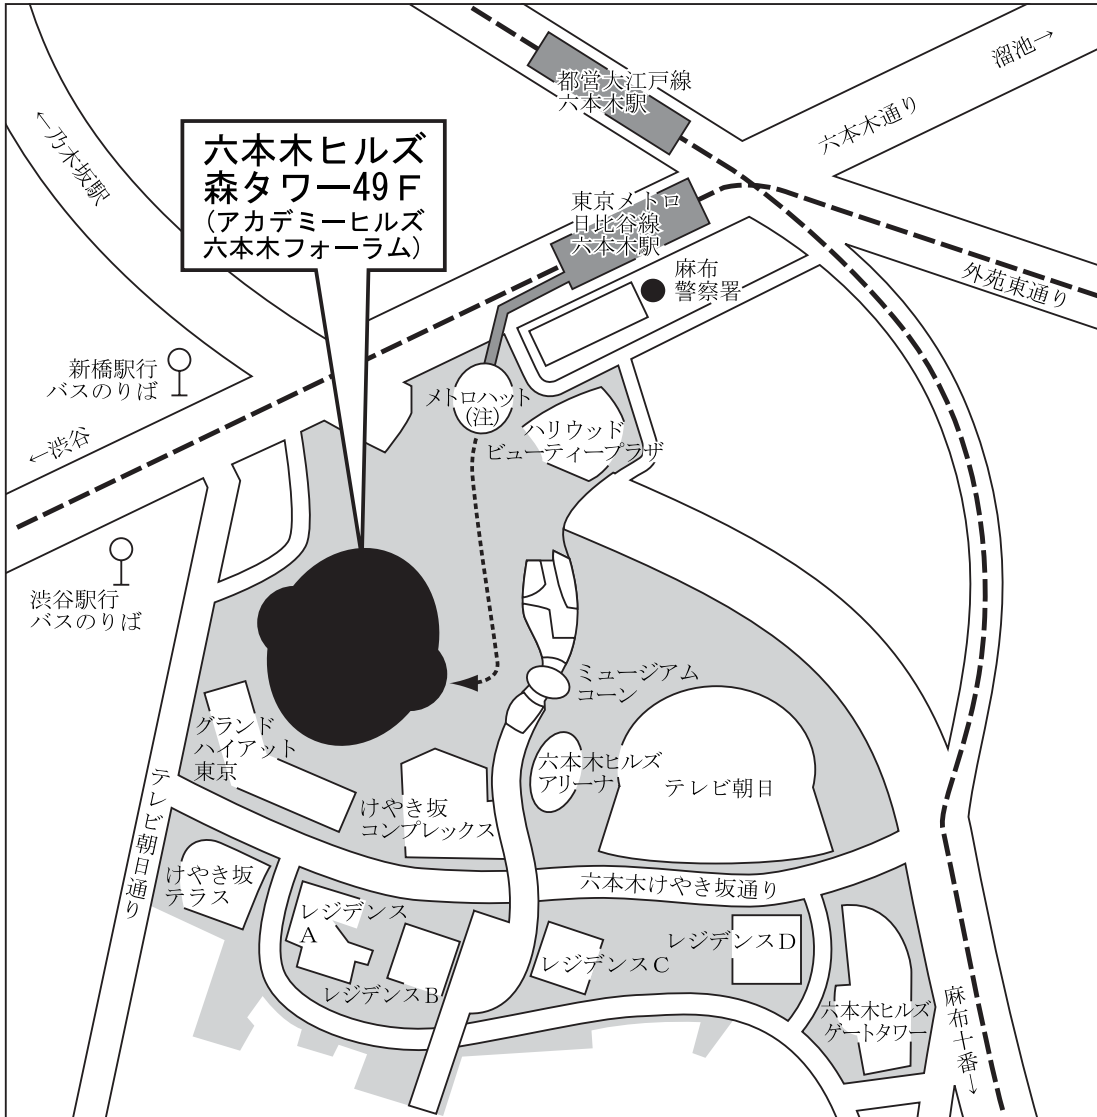 溜池→
都営大江戸線
六本木駅
六本木通り
←乃木坂駅
六本木ヒルズ
森タワー49F
(アカデミーヒルズ
六本木フォーラム)
東京メトロ
日比谷線
六本木駅
麻布
警察署
外苑東通り
新橋駅行
バスのりば
メトロハット
(注)
ハリウッド
ビューティープラザ
←渋谷
渋谷駅行
バスのりば
ミュージアム
コーン
グランド
ハイアット
東京
六本木ヒルズ
アリーナ
テレビ朝日
けやき坂
コンプレックス
テレビ朝日通り
けやき坂
テラス
六本木けやき坂通り
レジデンス
A
レジデンスB
レジデンスC
レジデンスD
六本木ヒルズ
ゲートタワー
麻布十番→